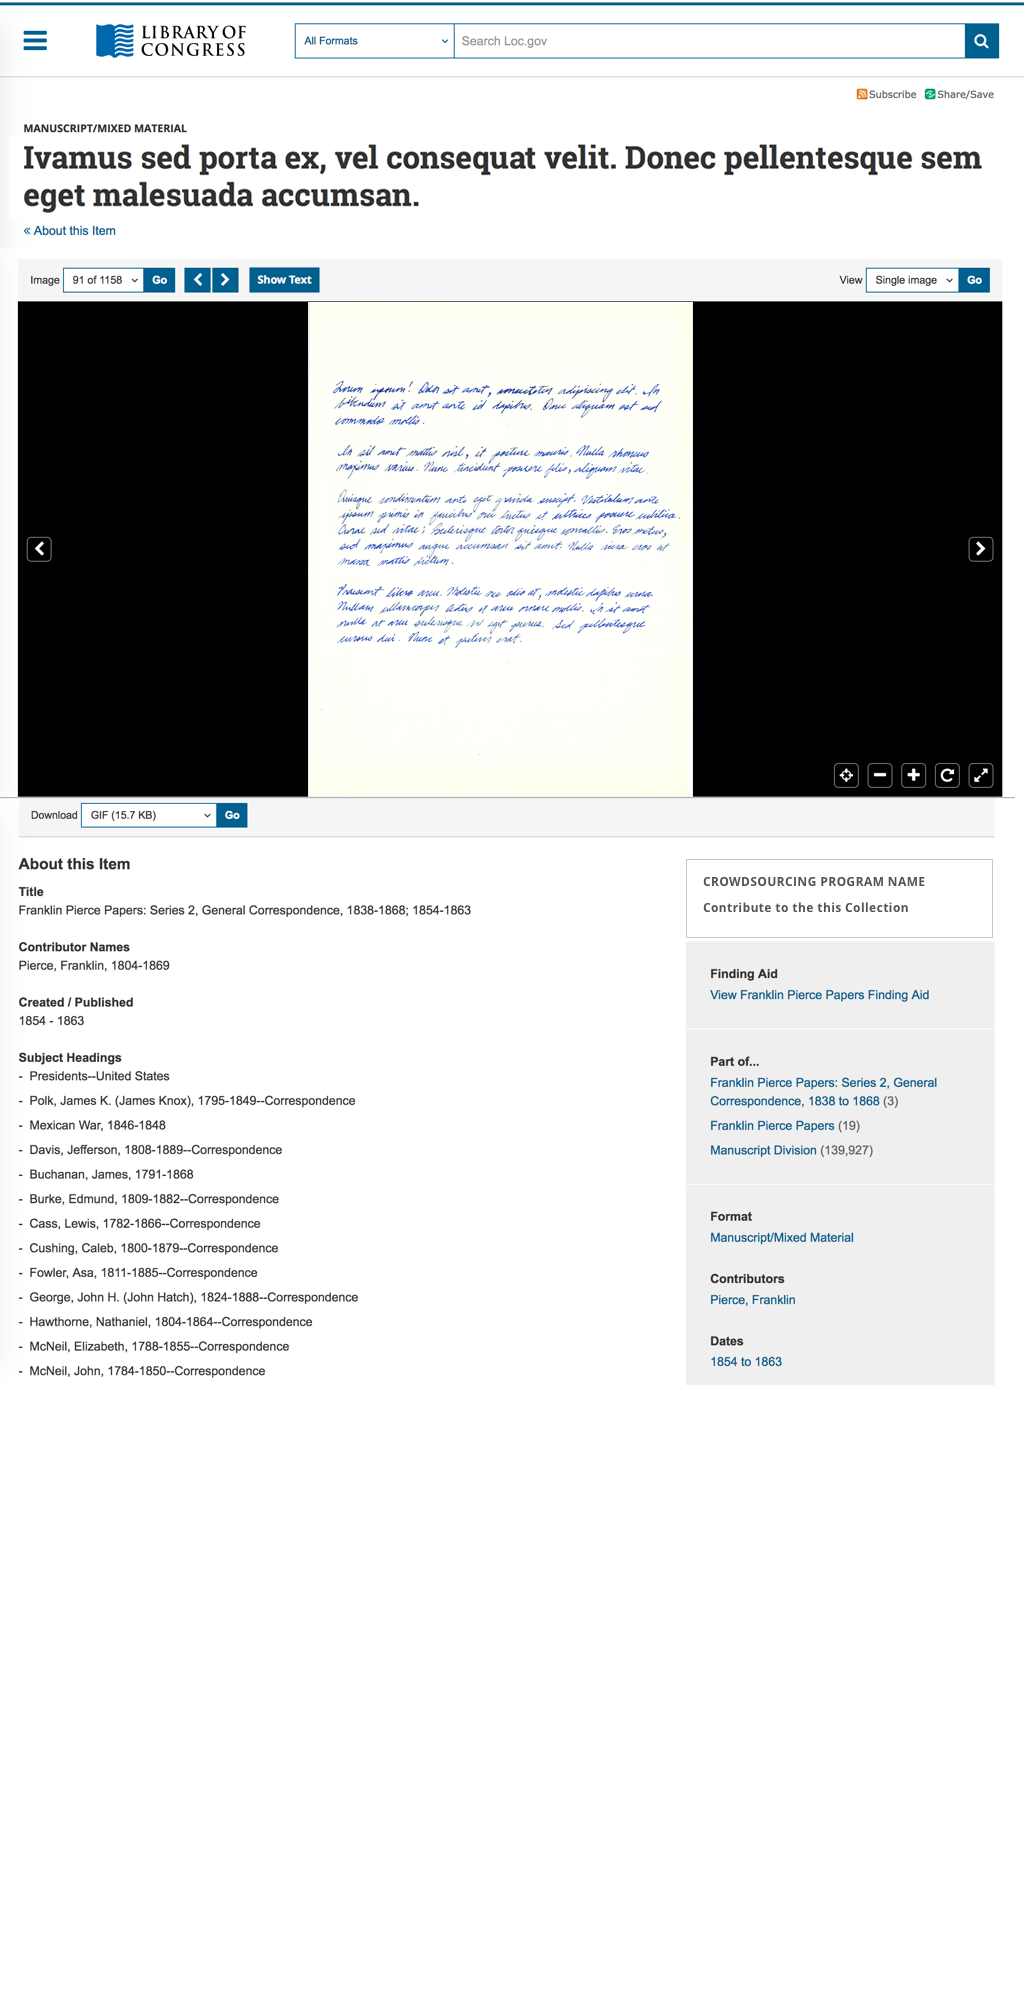 LIBRARY OF
CONGRESS
All Formats
Search Loc.gov
Subscribe Share/Save
MANUSCRIPT/MIXED MATERIAL
Ivamus sed porta ex, vel consequat velit. Donec pellentesque sem
eget malesuada accumsan.
« About this Item
Image 91 of 1158 Go Show Text View Single image Go
Lorem ipsum! Dolor sit amet, consectetur adipiscing elit. In
bibendum sit amet ante id dapibus. Donec aliquam est sed
commodo mollis.
In sit amet mattis nisl, it posture mauris. Nulla rhoncus
maximus varius. Nunc tincidunt posuere felis, aliquam vitae.
Quisque condimentum ante eget gravida suscipit. Vestibulum ante
ipsum primis in faucibus orci luctus et ultrices posuere cubilia.
Curae sed vitae; Scelerisque tortor quisque convallis. Eros metus,
sed maximus augue accumsan sit amet. Nulla urna eros at
massa mattis dictum.
Praesent libero arcu. Molestie nec odio at, molestie dapibus urna.
Nullam ullamcorper lectus et arcu ornare mollis. In sit amet
nulla at arcu scelerisque vel eget purus. Sed pellentesque
cursus dui. Nunc et pretium erat.
Download GIF (15.7 KB) Go
About this Item
Title
Franklin Pierce Papers: Series 2, General Correspondence, 1838-1868; 1854-1863
Contributor Names
Pierce, Franklin, 1804-1869
Created / Published
1854 - 1863
Subject Headings
- Presidents--United States
- Polk, James K. (James Knox), 1795-1849--Correspondence
- Mexican War, 1846-1848
- Davis, Jefferson, 1808-1889--Correspondence
- Buchanan, James, 1791-1868
- Burke, Edmund, 1809-1882--Correspondence
- Cass, Lewis, 1782-1866--Correspondence
- Cushing, Caleb, 1800-1879--Correspondence
- Fowler, Asa, 1811-1885--Correspondence
- George, John H. (John Hatch), 1824-1888--Correspondence
- Hawthorne, Nathaniel, 1804-1864--Correspondence
- McNeil, Elizabeth, 1788-1855--Correspondence
- McNeil, John, 1784-1850--Correspondence
CROWDSOURCING PROGRAM NAME
Contribute to the this Collection
Finding Aid
View Franklin Pierce Papers Finding Aid
Part of...
Franklin Pierce Papers: Series 2, General
Correspondence, 1838 to 1868 (3)
Franklin Pierce Papers (19)
Manuscript Division (139,927)
Format
Manuscript/Mixed Material
Contributors
Pierce, Franklin
Dates
1854 to 1863